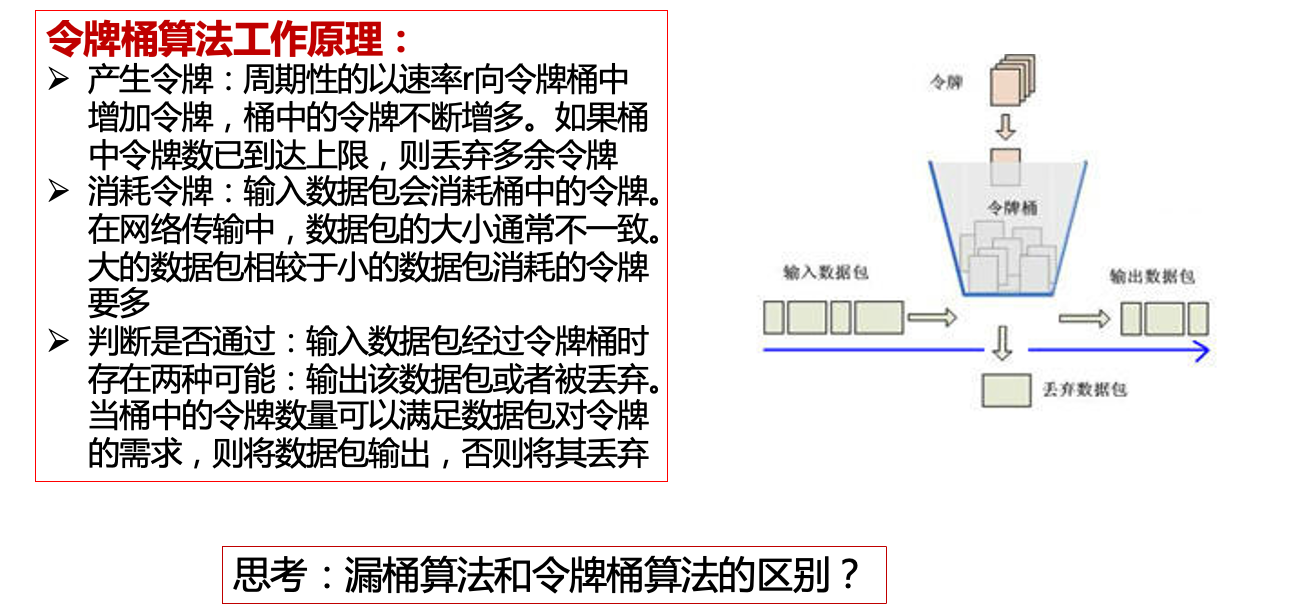 令牌桶算法工作原理：
➢ 产生令牌：周期性的以速率r向令牌桶中
增加令牌，桶中的令牌不断增多。如果桶
中令牌数已到达上限，则丢弃多余令牌
➢ 消耗令牌：输入数据包会消耗桶中的令牌。
在网络传输中，数据包的大小通常不一致。
大的数据包相较于小的数据包消耗的令牌
要多
➢ 判断是否通过：输入数据包经过令牌桶时
存在两种可能：输出该数据包或者被丢弃。
当桶中的令牌数量可以满足数据包对令牌
的需求，则将数据包输出，否则将其丢弃
令牌
令牌桶
输入数据包
输出数据包
丢弃数据包
思考：漏桶算法和令牌桶算法的区别？